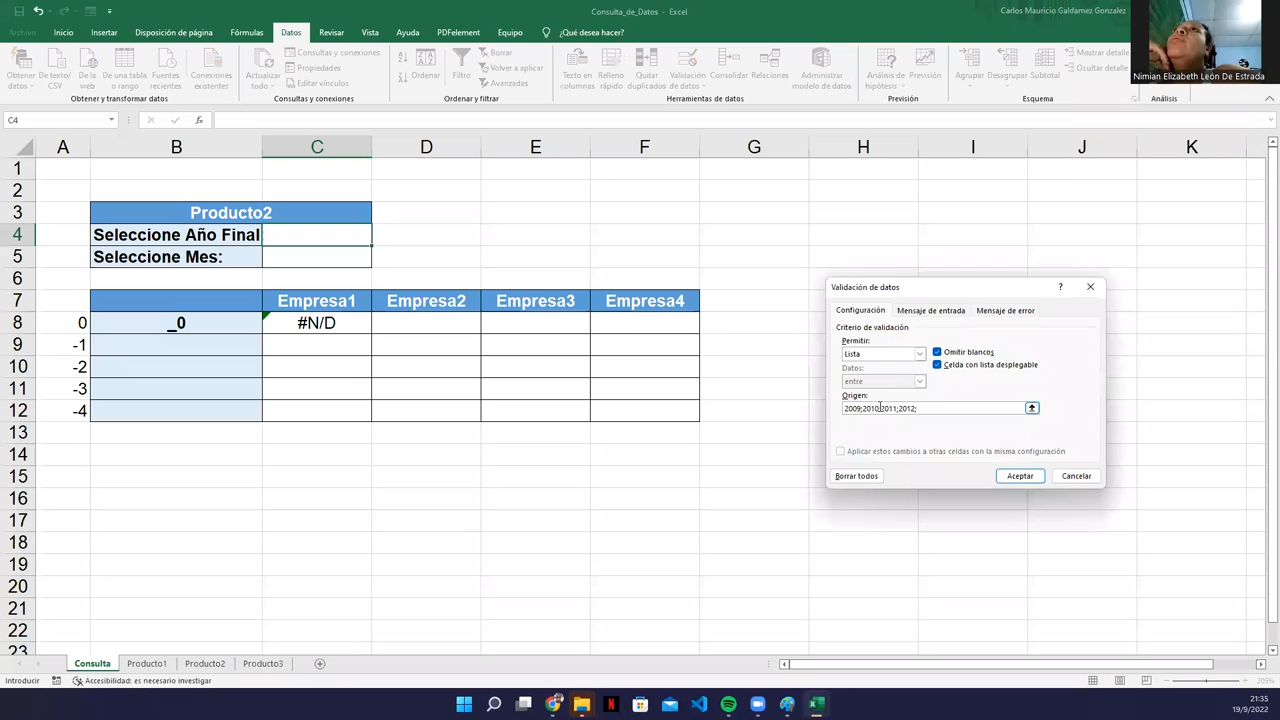 Consulta_de_Datos - Excel
Carlos Mauricio Galdamez Gonzalez
Archivo Inicio Insertar Disposición de página Fórmulas Datos Revisar Vista Ayuda PDFelement Equipo ¿Qué desea hacer?
Nimian Elizabeth León De Estrada
Obtener datos
De texto/CSV
De la web
De una tabla o rango
Fuentes recientes
Conexiones existentes
Obtener y transformar datos
Actualizar todo
Consultas y conexiones
Propiedades
Editar vínculos
Consultas y conexiones
Ordenar
Filtro
Borrar
Volver a aplicar
Avanzadas
Ordenar y filtrar
Texto en columnas
Relleno rápido
Quitar duplicados
Validación de datos
Consolidar
Relaciones
Administrar modelo de datos
Herramientas de datos
Análisis de hipótesis
Previsión
Previsión
Agrupar
Desagrupar
Subtotal
Mostrar detalle
Ocultar detalle
Esquema
Análisis
C4
A B C D E F G H I J K
1
2
3 Producto2
4 Seleccione Año Final
5 Seleccione Mes:
6
7 Empresa1 Empresa2 Empresa3 Empresa4
8 0 _0 #N/D
9 -1
10 -2
11 -3
12 -4
13
14
15
16
17
18
19
20
21
22
23
Validación de datos ?
Configuración Mensaje de entrada Mensaje de error
Criterio de validación
Permitir:
Lista
Omitir blancos
Celda con lista desplegable
Datos:
entre
Origen:
2009;2010;2011;2012;
Aplicar estos cambios a otras celdas con la misma configuración
Borrar todos Aceptar Cancelar
Consulta Producto1 Producto2 Producto3
Introducir Accesibilidad: es necesario investigar 205%
21:35
19/9/2022